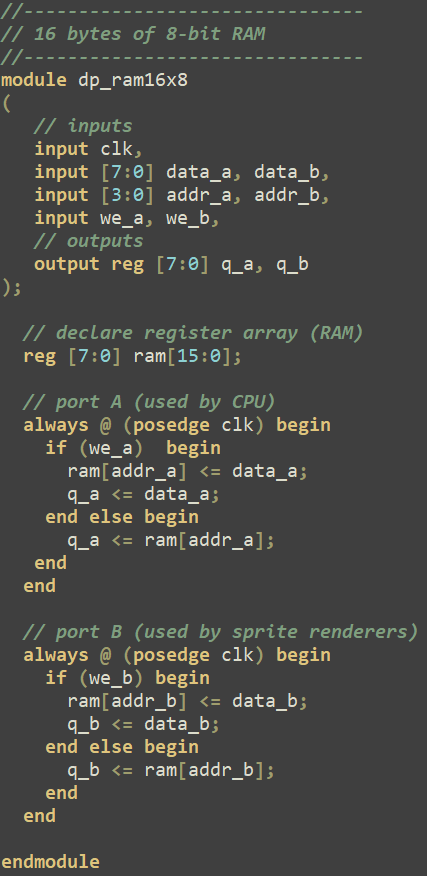 //-------------------------------
// 16 bytes of 8-bit RAM
//-------------------------------
module dp_ram16x8
(
   // inputs
   input clk,
   input [7:0] data_a, data_b,
   input [3:0] addr_a, addr_b,
   input we_a, we_b,
   // outputs
   output reg [7:0] q_a, q_b
);

  // declare register array (RAM)
  reg [7:0] ram[15:0];

  // port A (used by CPU)
  always @ (posedge clk) begin
    if (we_a)  begin
      ram[addr_a] <= data_a;
      q_a <= data_a;
    end else begin
      q_a <= ram[addr_a];
   end
  end

  // port B (used by sprite renderers)
  always @ (posedge clk) begin
    if (we_b) begin
      ram[addr_b] <= data_b;
      q_b <= data_b;
    end else begin
      q_b <= ram[addr_b];
    end
  end

endmodule